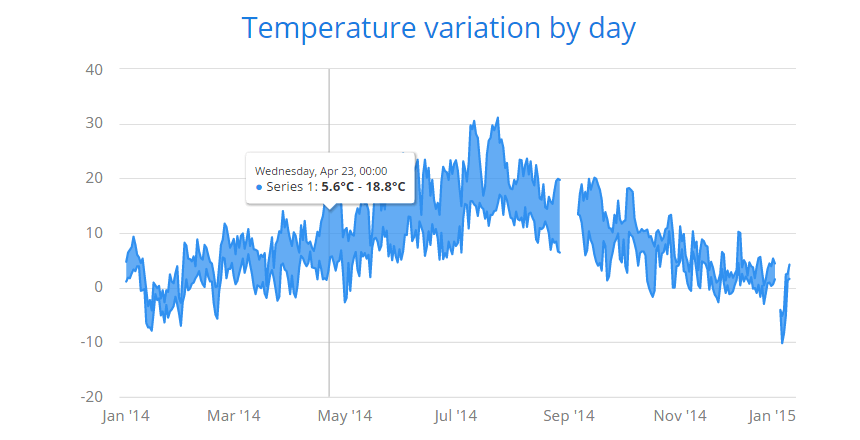 Temperature variation by day
40
30
20
10
0
-10
-20
Wednesday, Apr 23, 00:00
● Series 1: 5.6°C - 18.8°C
Jan '14 Mar '14 May '14 Jul '14 Sep '14 Nov '14 Jan '15